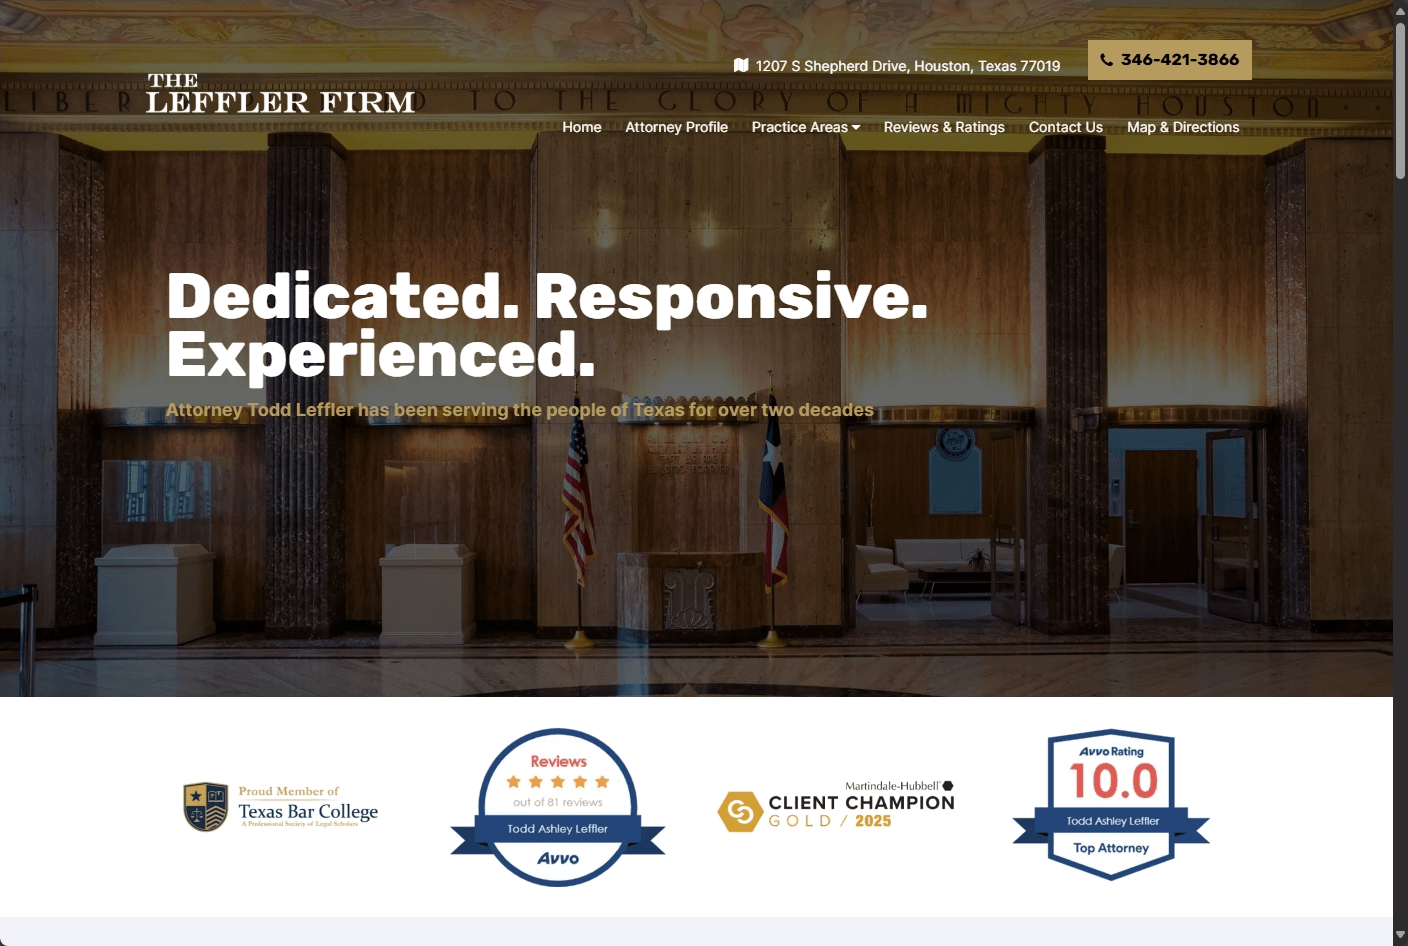 1207 S Shepherd Drive, Houston, Texas 77019
346-421-3866
THE
LEFFLER FIRM
LIBER
D TO THE GLORY OF A MIGHTY HOUSTON
Home Attorney Profile Practice Areas Reviews & Ratings Contact Us Map & Directions
Dedicated. Responsive.
Experienced.
Attorney Todd Leffler has been serving the people of Texas for over two decades
Proud Member of
Texas Bar College
A Professional Society of Legal Scholars
Reviews
out of 81 reviews
Todd Ashley Leffler
Avvo
Martindale-Hubbell
CLIENT CHAMPION
GOLD / 2025
Avvo Rating
10.0
Todd Ashley Leffler
Top Attorney